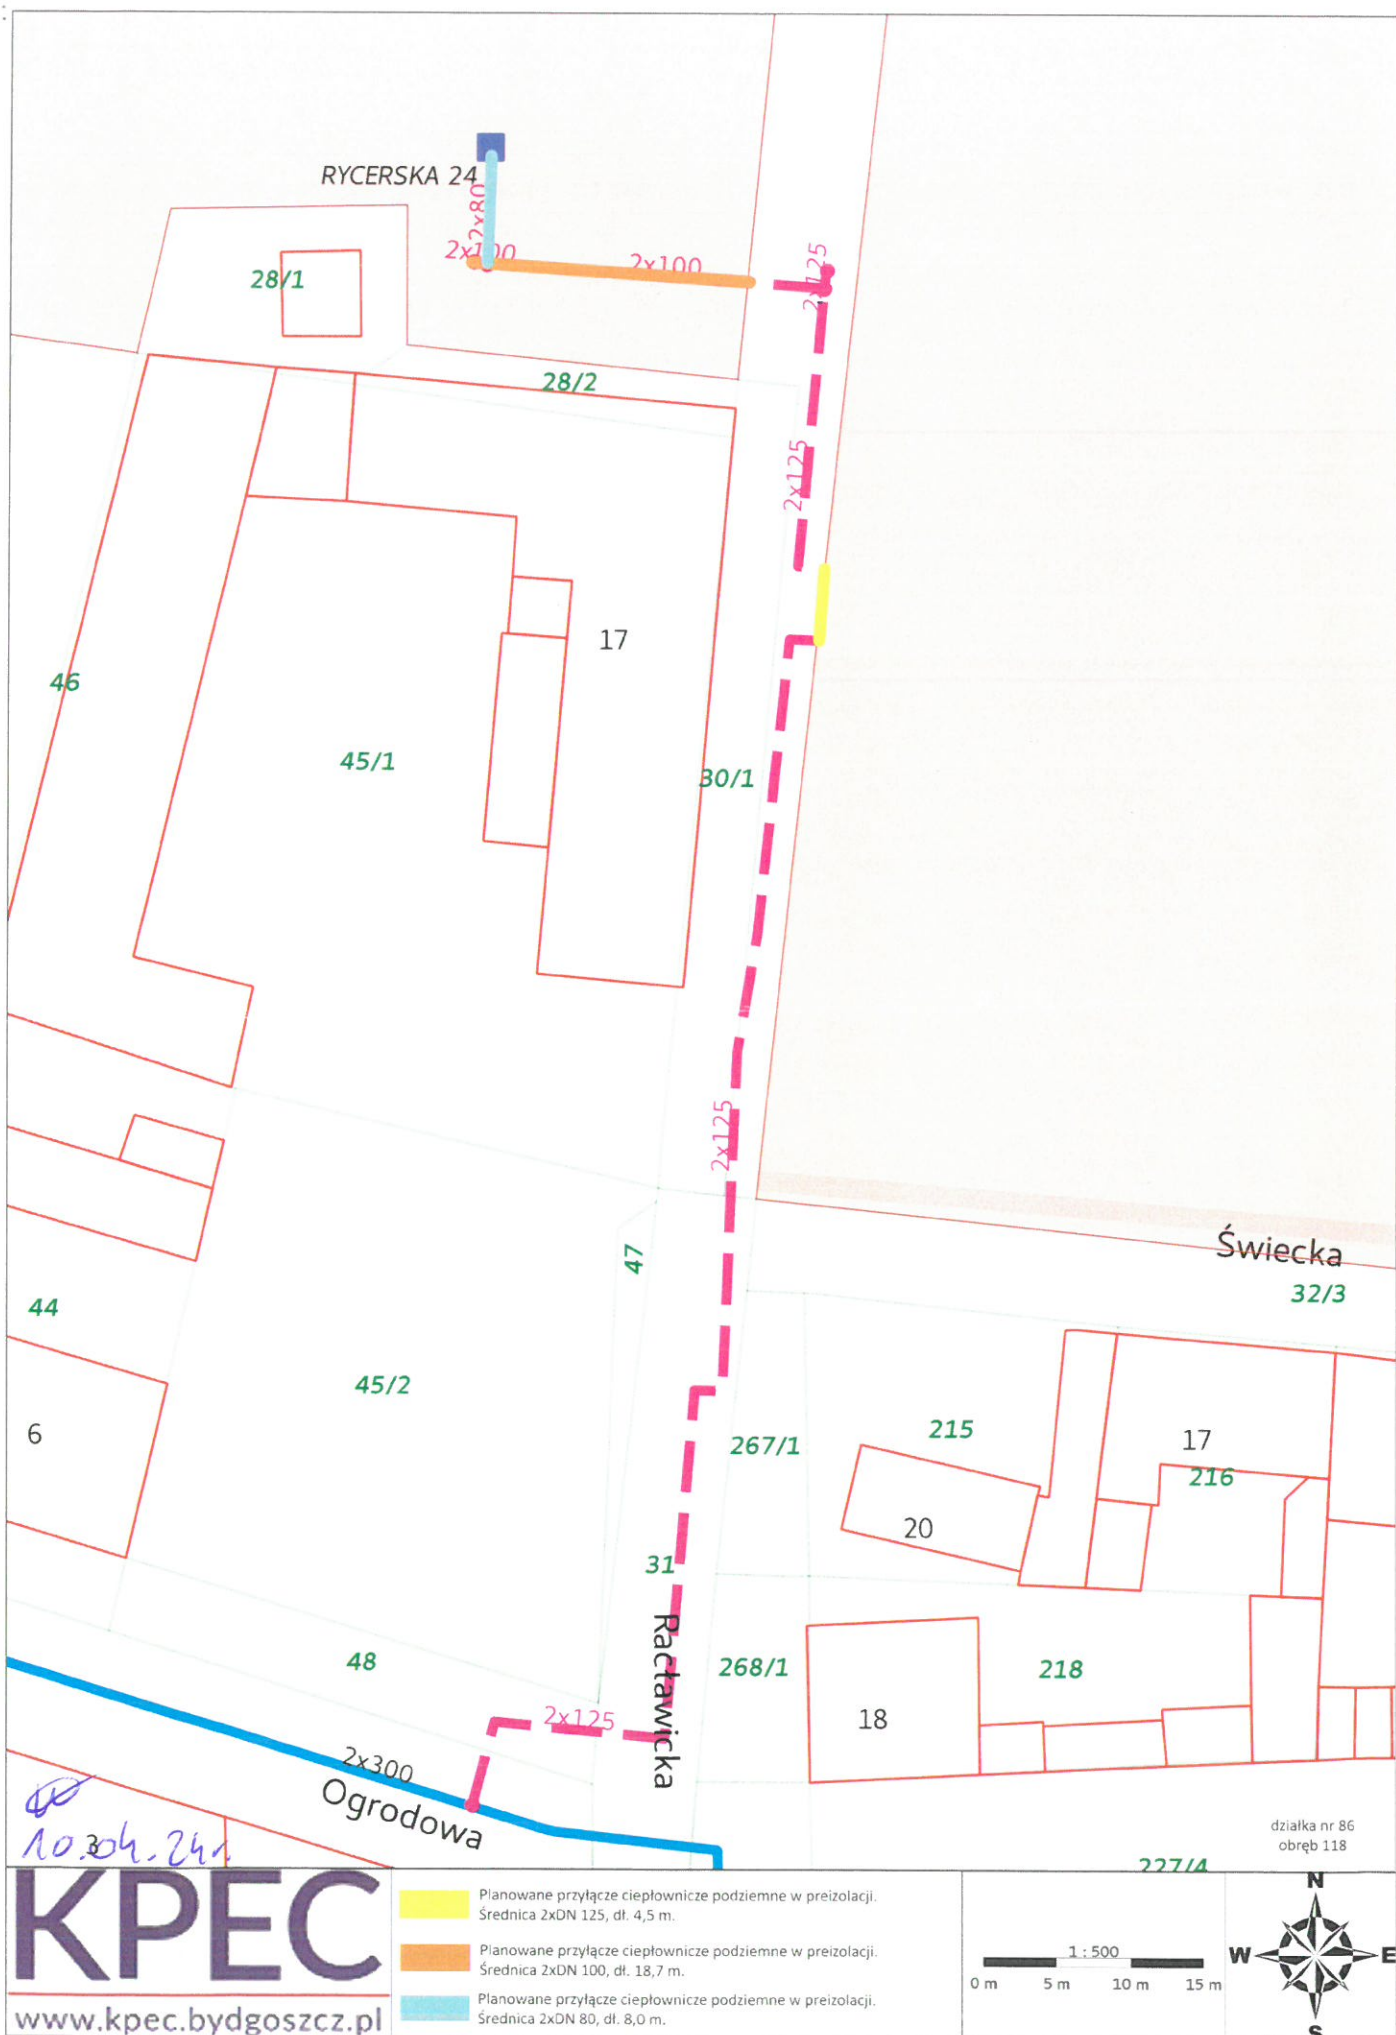 RYCERSKA 24
2x80
2x100
2x100
2x125
28/1
28/2
2x125
17
46
45/1
30/1
2x125
47
Świecka
32/3
44
45/2
6
267/1
215
17
216
20
31
Racławicka
48
268/1
218
18
2x125
2x300
Ogrodowa
3
10.04.24r
działka nr 86
obręb 118
227/4
KPEC
www.kpec.bydgoszcz.pl
Planowane przyłącze ciepłownicze podziemne w preizolacji.
Średnica 2xDN 125, dł. 4,5 m.
Planowane przyłącze ciepłownicze podziemne w preizolacji.
Średnica 2xDN 100, dł. 18,7 m.
Planowane przyłącze ciepłownicze podziemne w preizolacji.
Średnica 2xDN 80, dł. 8,0 m.
1 : 500
0 m 5 m 10 m 15 m
N
W E
S